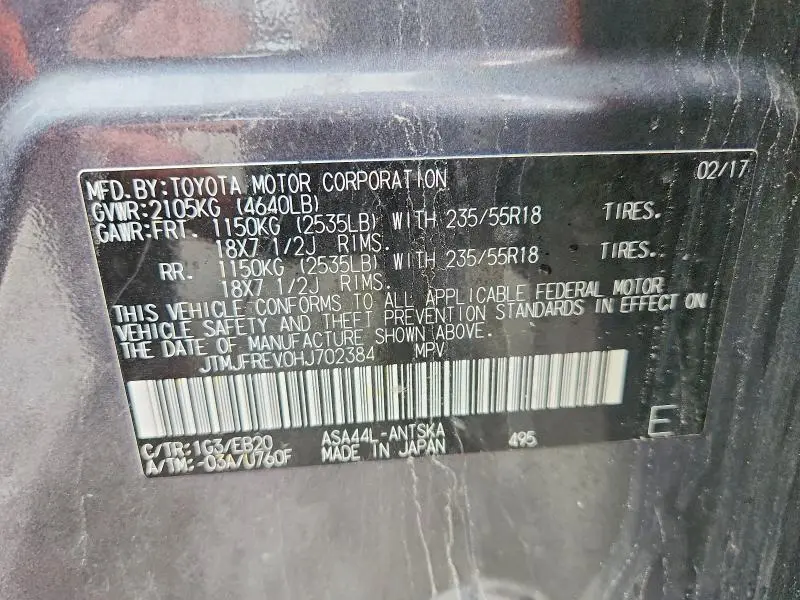 MFD. BY: TOYOTA MOTOR CORPORATION 02/17
GVWR: 2105KG (4640LB)
GAWR: FRT. 1150KG (2535LB) WITH 235/55R18 TIRES.
18X7 1/2J RIMS.
RR. 1150KG (2535LB) WITH 235/55R18 TIRES.
18X7 1/2J RIMS.
THIS VEHICLE CONFORMS TO ALL APPLICABLE FEDERAL MOTOR
VEHICLE SAFETY AND THEFT PREVENTION STANDARDS IN EFFECT ON
THE DATE OF MANUFACTURE SHOWN ABOVE.
JTMJFREV0HJ702384 MPV
C/TR: 1G3/EB20 ASA44L-ANTSKA 495 E
A/TM: -03A/U760F MADE IN JAPAN